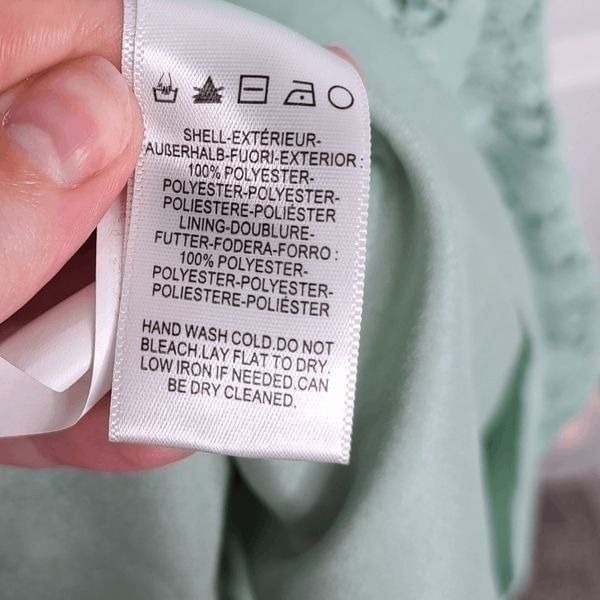 SHELL-EXTÉRIEUR-
AUßERHALB-FUORI-EXTERIOR :
100% POLYESTER-
POLYESTER-POLYESTER-
POLIESTERE-POLIÉSTER
LINING-DOUBLURE-
FUTTER-FODERA-FORRO :
100% POLYESTER-
POLYESTER-POLYESTER-
POLIESTERE-POLIÉSTER
HAND WASH COLD.DO NOT
BLEACH.LAY FLAT TO DRY.
LOW IRON IF NEEDED.CAN
BE DRY CLEANED.